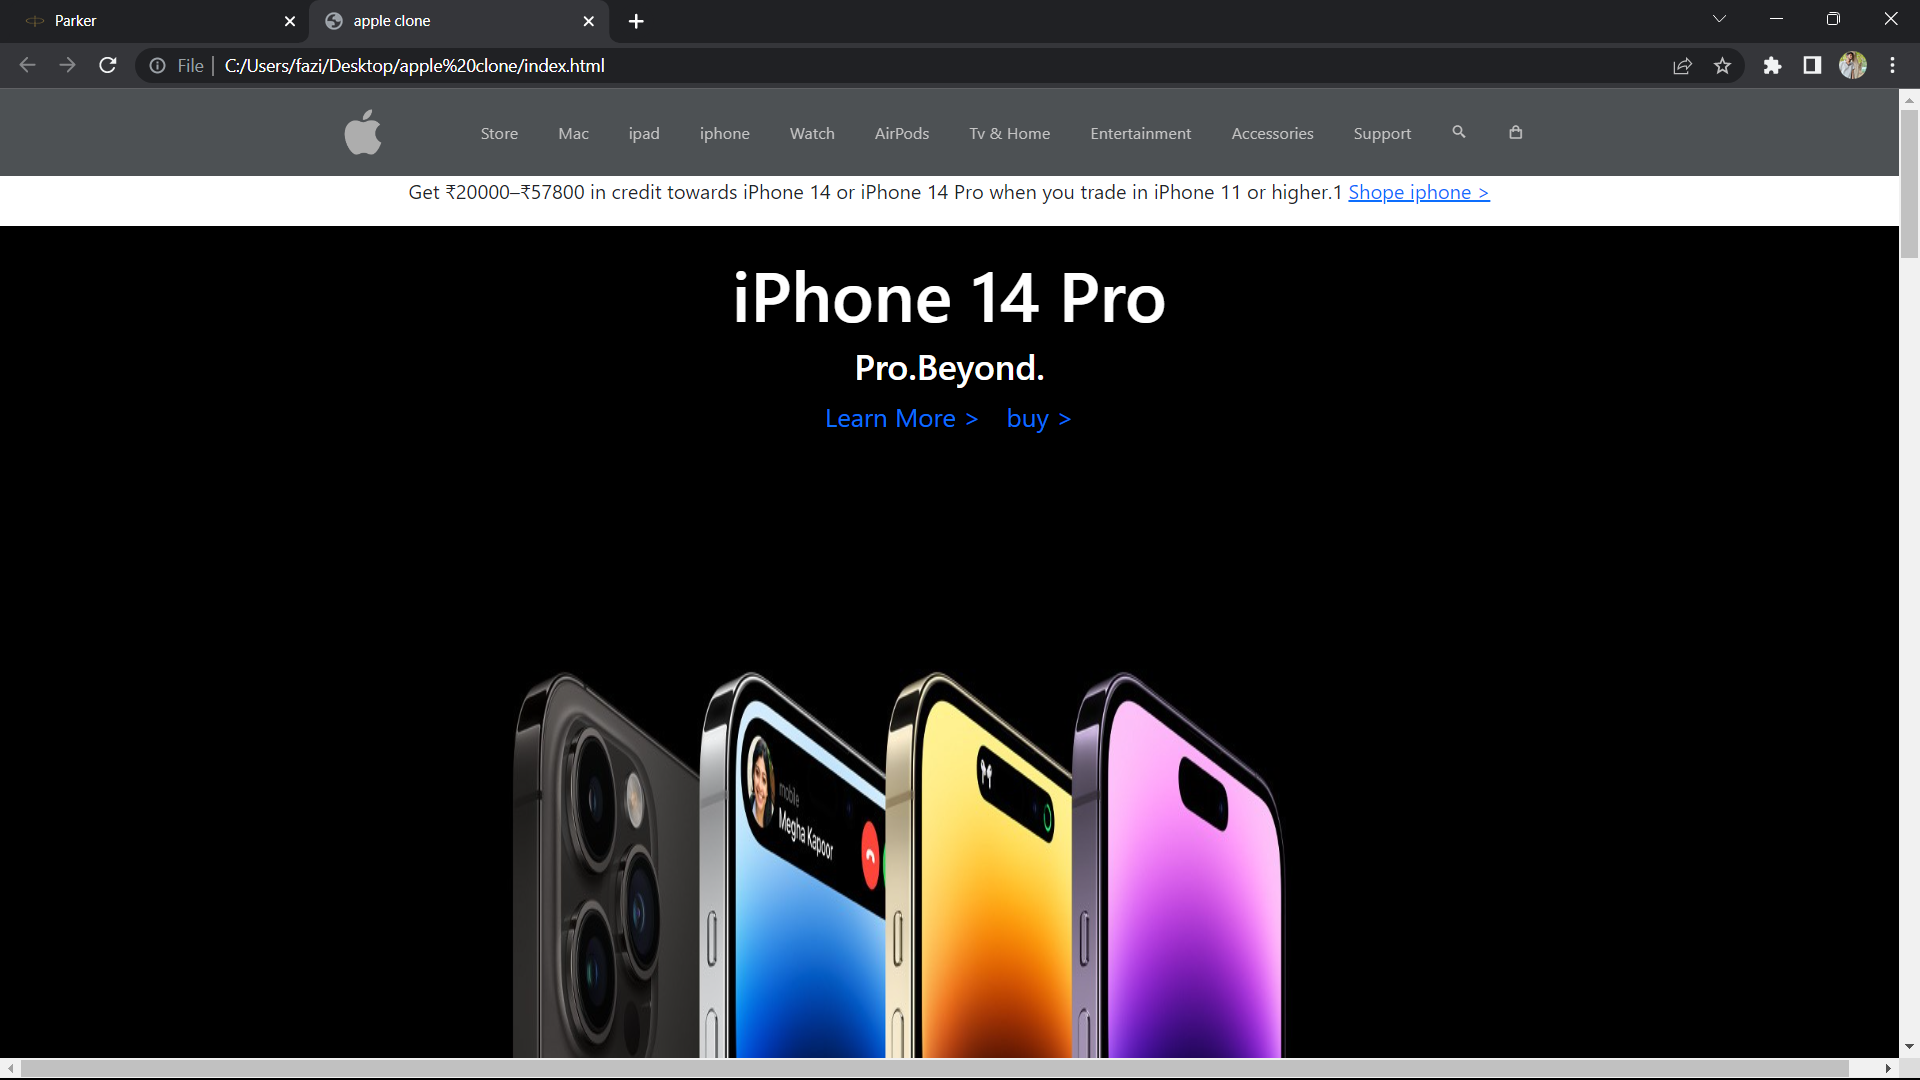 Parker
apple clone
File | C:/Users/fazi/Desktop/apple%20clone/index.html
Store Mac ipad iphone Watch AirPods Tv & Home Entertainment Accessories Support
Get ₹20000–₹57800 in credit towards iPhone 14 or iPhone 14 Pro when you trade in iPhone 11 or higher.1 Shope iphone >
iPhone 14 Pro
Pro.Beyond.
Learn More > buy >
mobile
Megha Kapoor